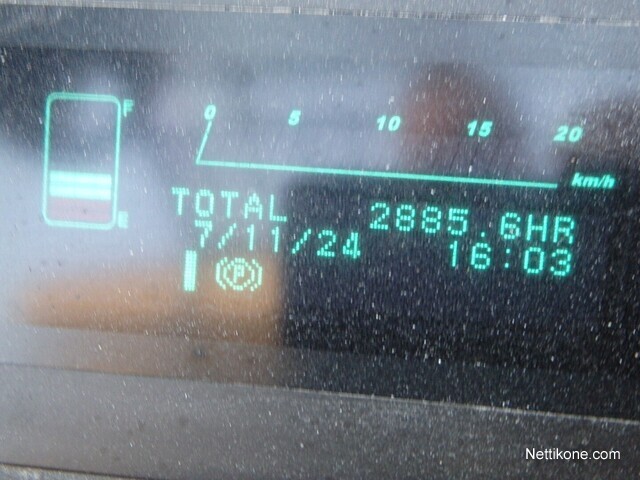 F
0 5 10 15 20
km/h
E
TOTAL 2885.6HR
7/11/24 16:03
P
Nettikone.com